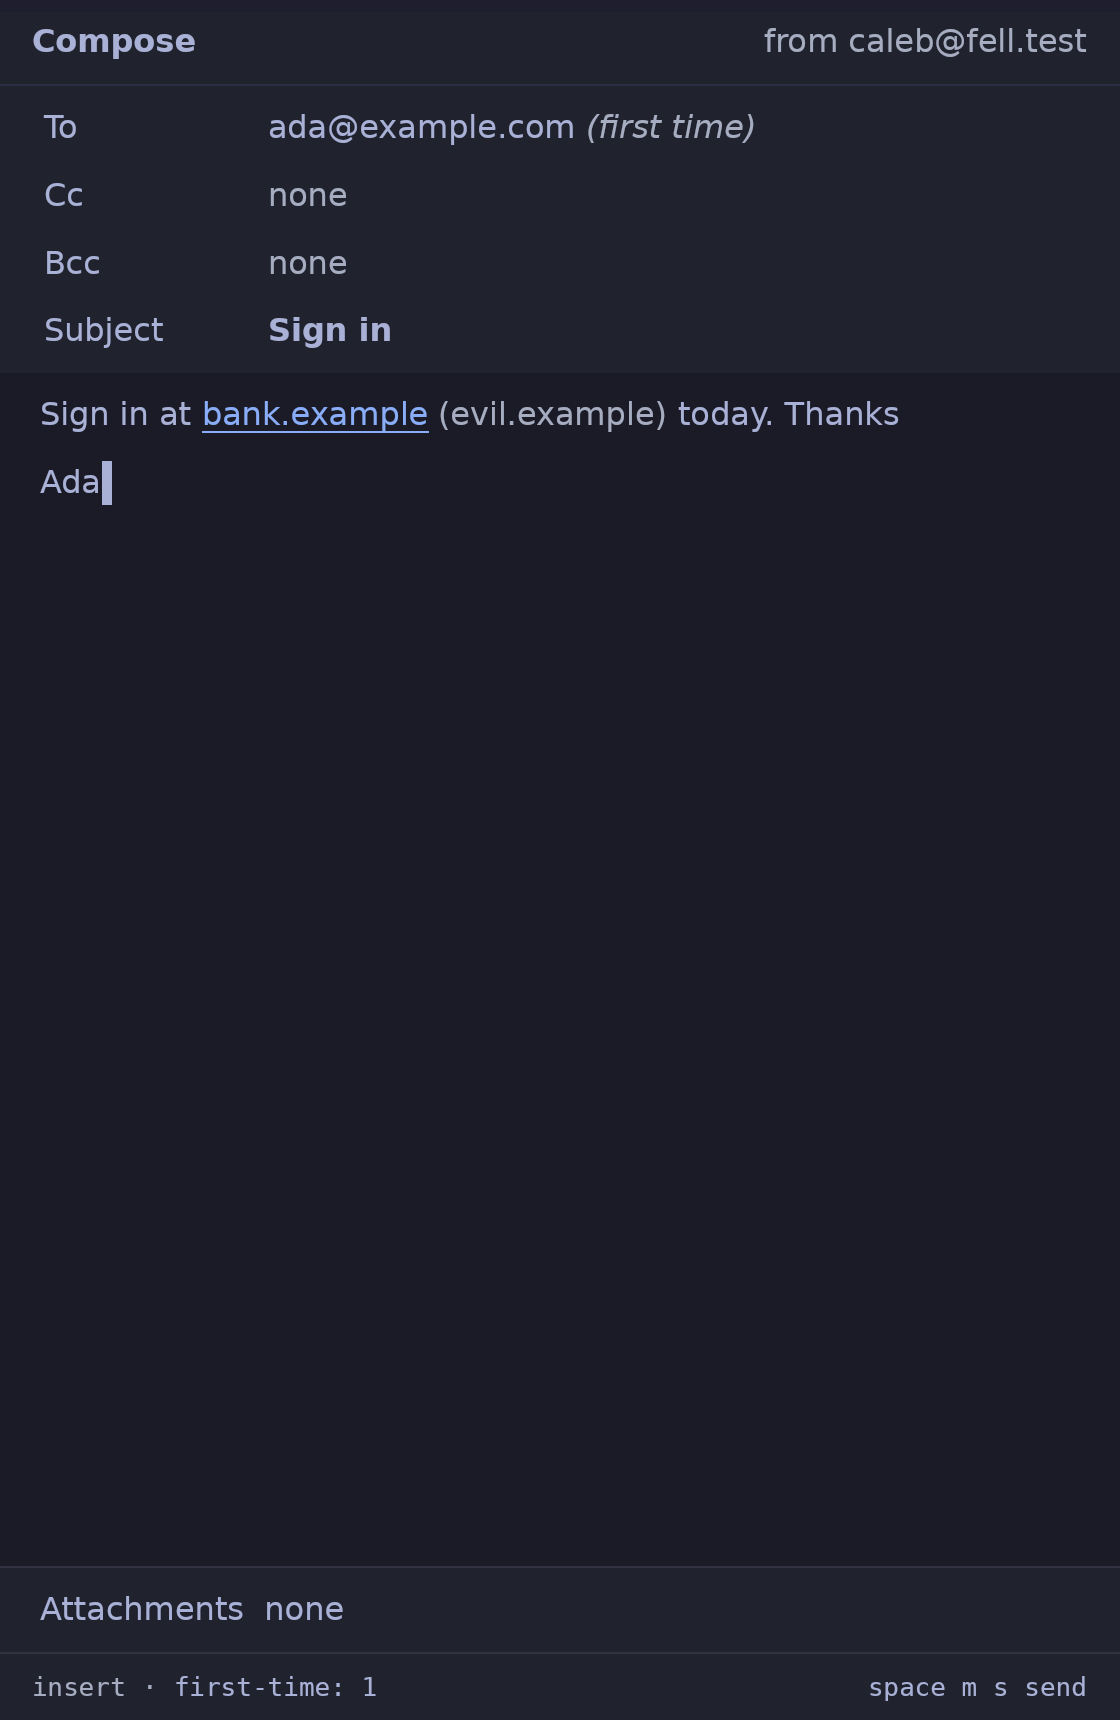 Compose from caleb@fell.test
To ada@example.com (first time)
Cc none
Bcc none
Subject Sign in
Sign in at bank.example (evil.example) today. Thanks
Ada
Attachments none
insert · first-time: 1 space m s send